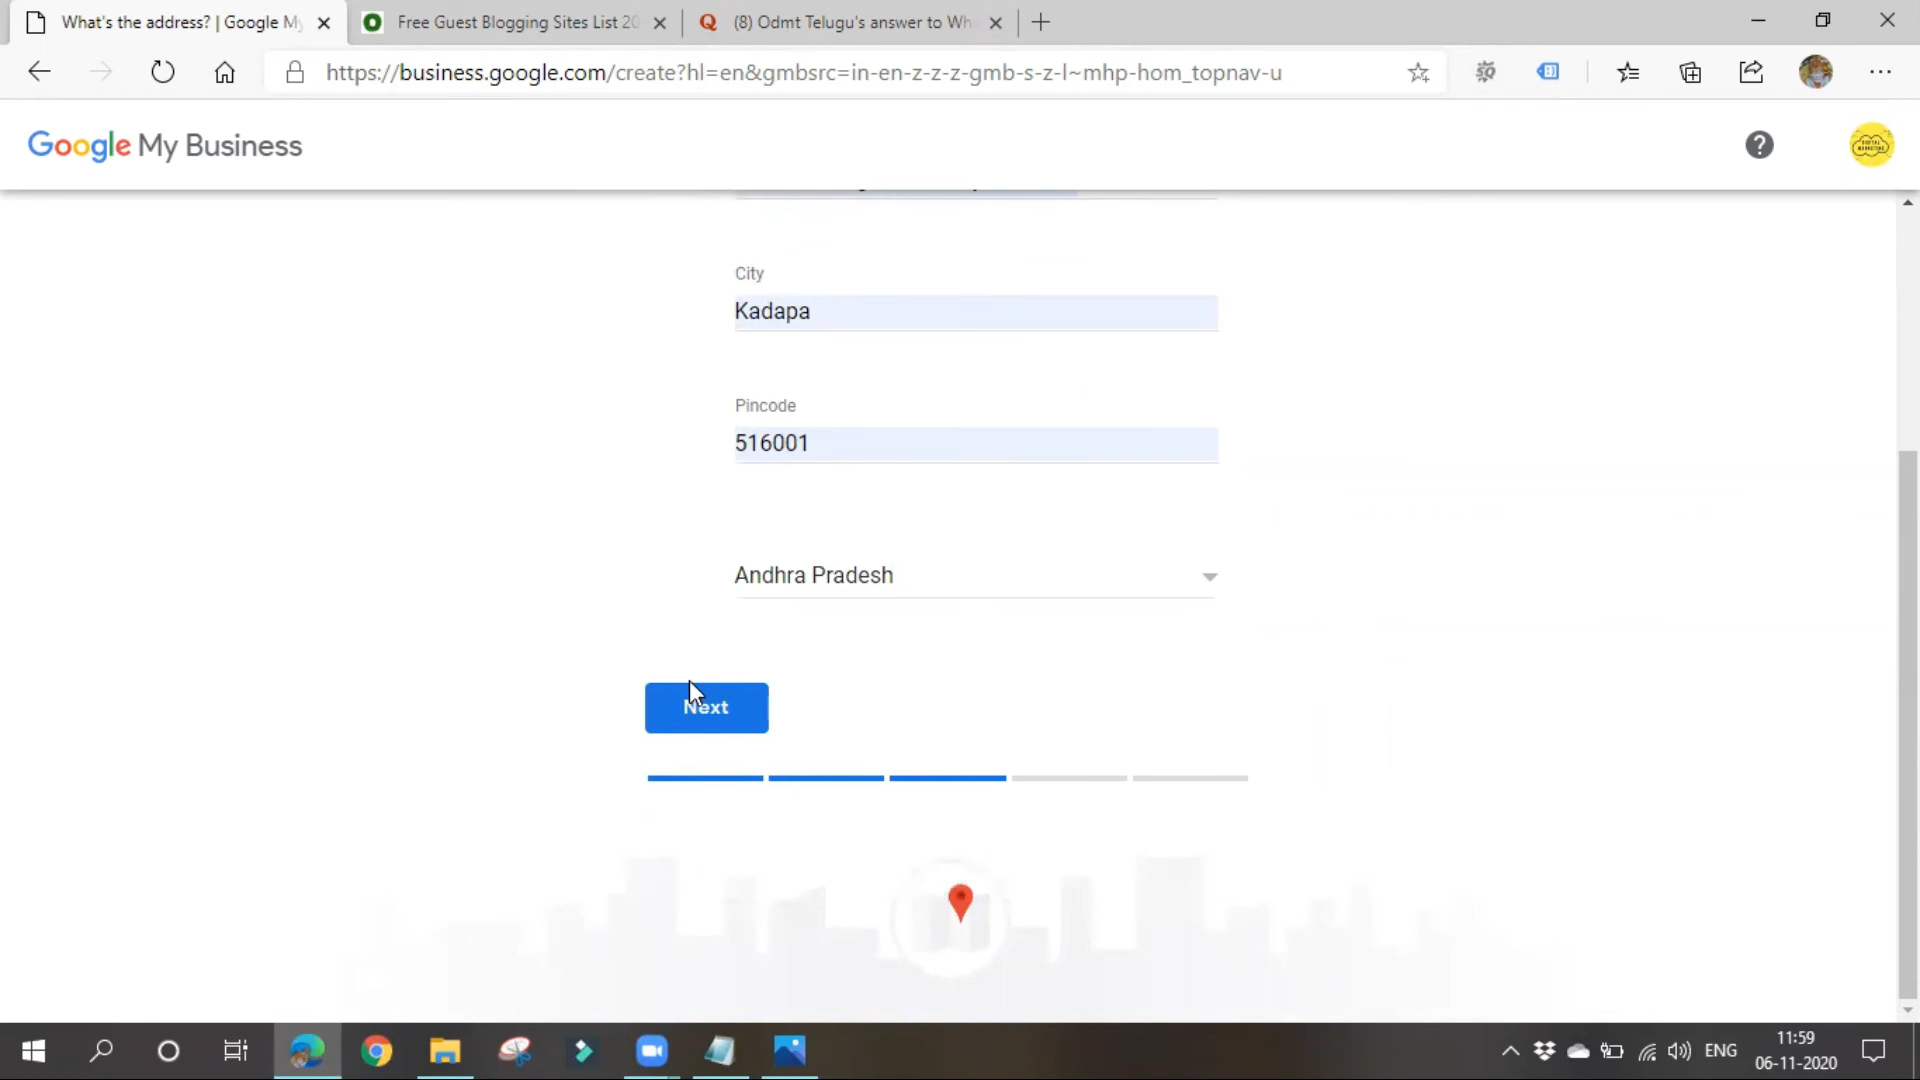 What's the address? | Google My
Free Guest Blogging Sites List 20
(8) Odmt Telugu's answer to Wh
https://business.google.com/create?hl=en&gmbsrc=in-en-z-z-z-gmb-s-z-l~mhp-hom_topnav-u
Google My Business
City
Kadapa
Pincode
516001
Andhra Pradesh
Next
ENG
11:59
06-11-2020